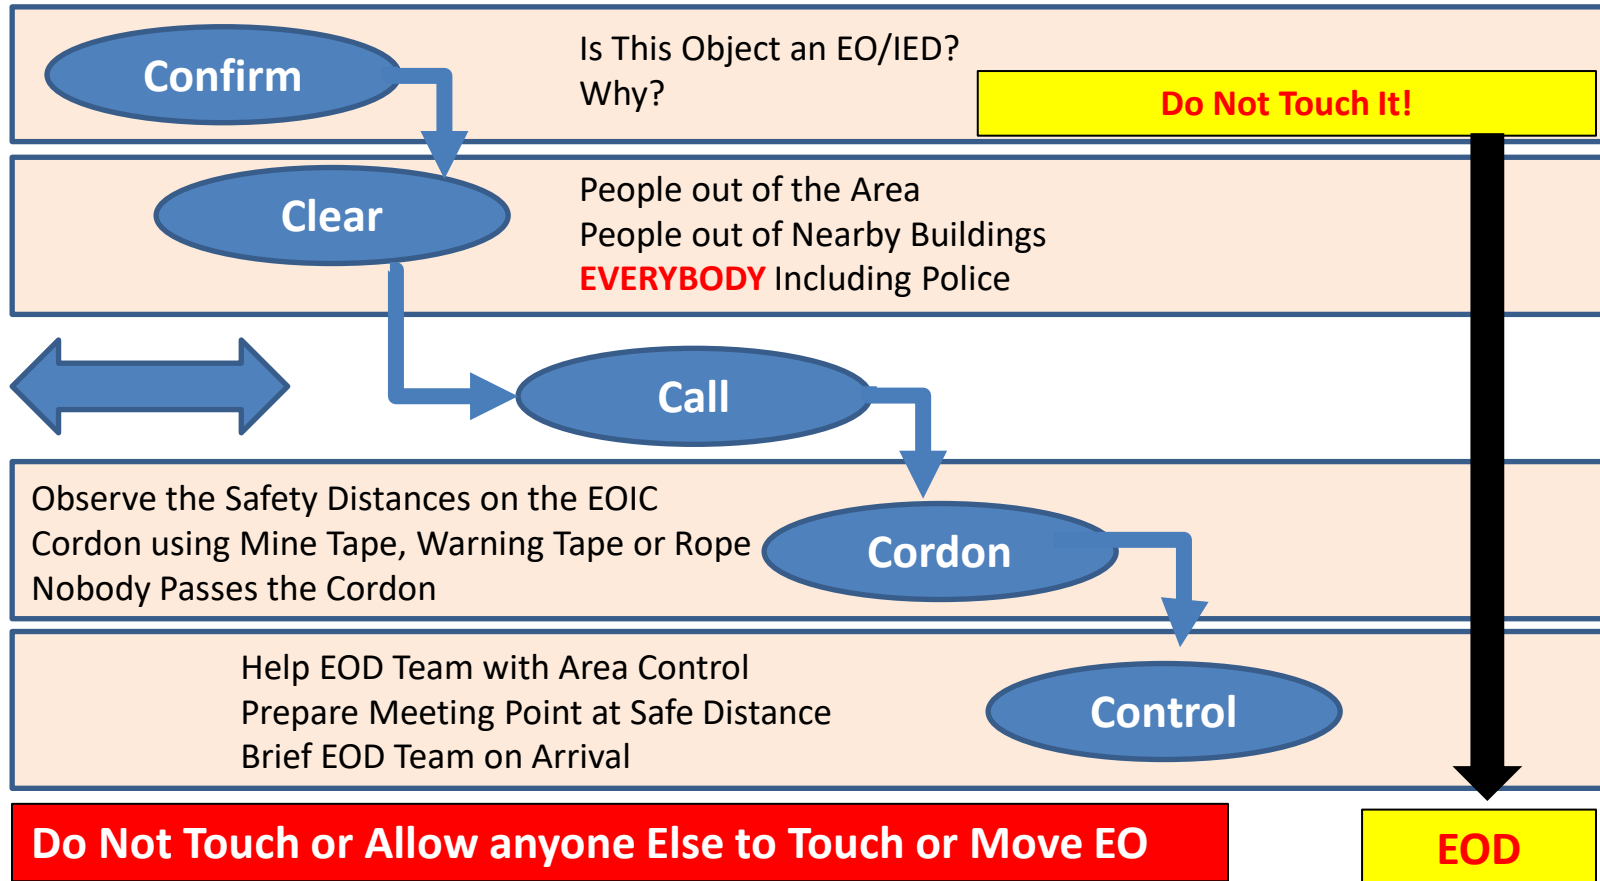 Confirm
Is This Object an EO/IED?
Why?
Do Not Touch It!
Clear
People out of the Area
People out of Nearby Buildings
EVERYBODY Including Police
Call
Observe the Safety Distances on the EOIC
Cordon using Mine Tape, Warning Tape or Rope
Nobody Passes the Cordon
Cordon
Help EOD Team with Area Control
Prepare Meeting Point at Safe Distance
Brief EOD Team on Arrival
Control
Do Not Touch or Allow anyone Else to Touch or Move EO
EOD